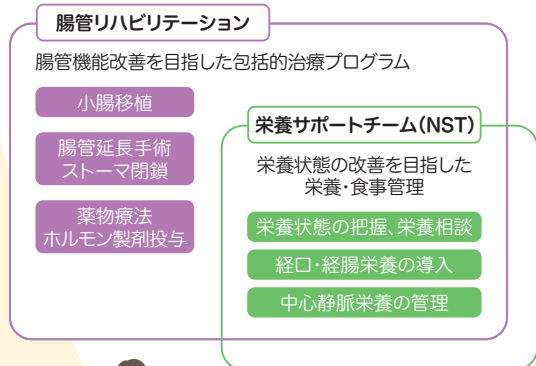 腸管リハビリテーション
腸管機能改善を目指した包括的治療プログラム
小腸移植
腸管延長手術
ストーマ閉鎖
薬物療法
ホルモン製剤投与
栄養サポートチーム(NST)
栄養状態の改善を目指した
栄養・食事管理
栄養状態の把握、栄養相談
経口・経腸栄養の導入
中心静脈栄養の管理